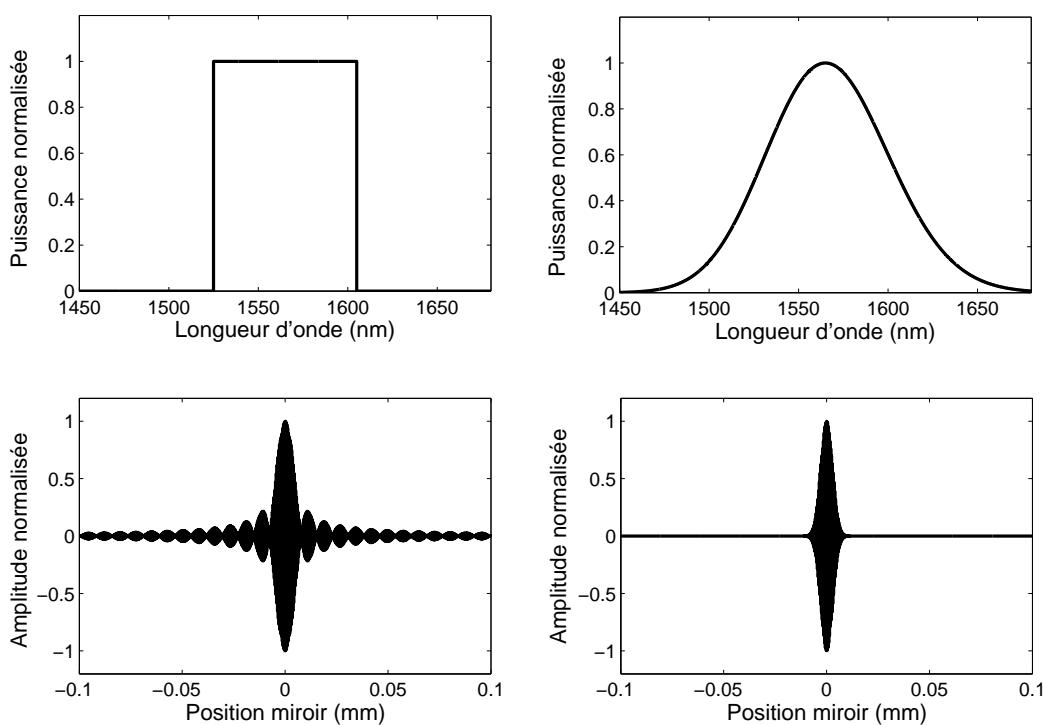 Puissance normalisée
1
0.8
0.6
0.4
0.2
0
1450 1500 1550 1600 1650
Longueur d'onde (nm)
Puissance normalisée
1
0.8
0.6
0.4
0.2
0
1450 1500 1550 1600 1650
Longueur d'onde (nm)
Amplitude normalisée
1
0.5
0
−0.5
−1
−0.1 −0.05 0 0.05 0.1
Position miroir (mm)
Amplitude normalisée
1
0.5
0
−0.5
−1
−0.1 −0.05 0 0.05 0.1
Position miroir (mm)